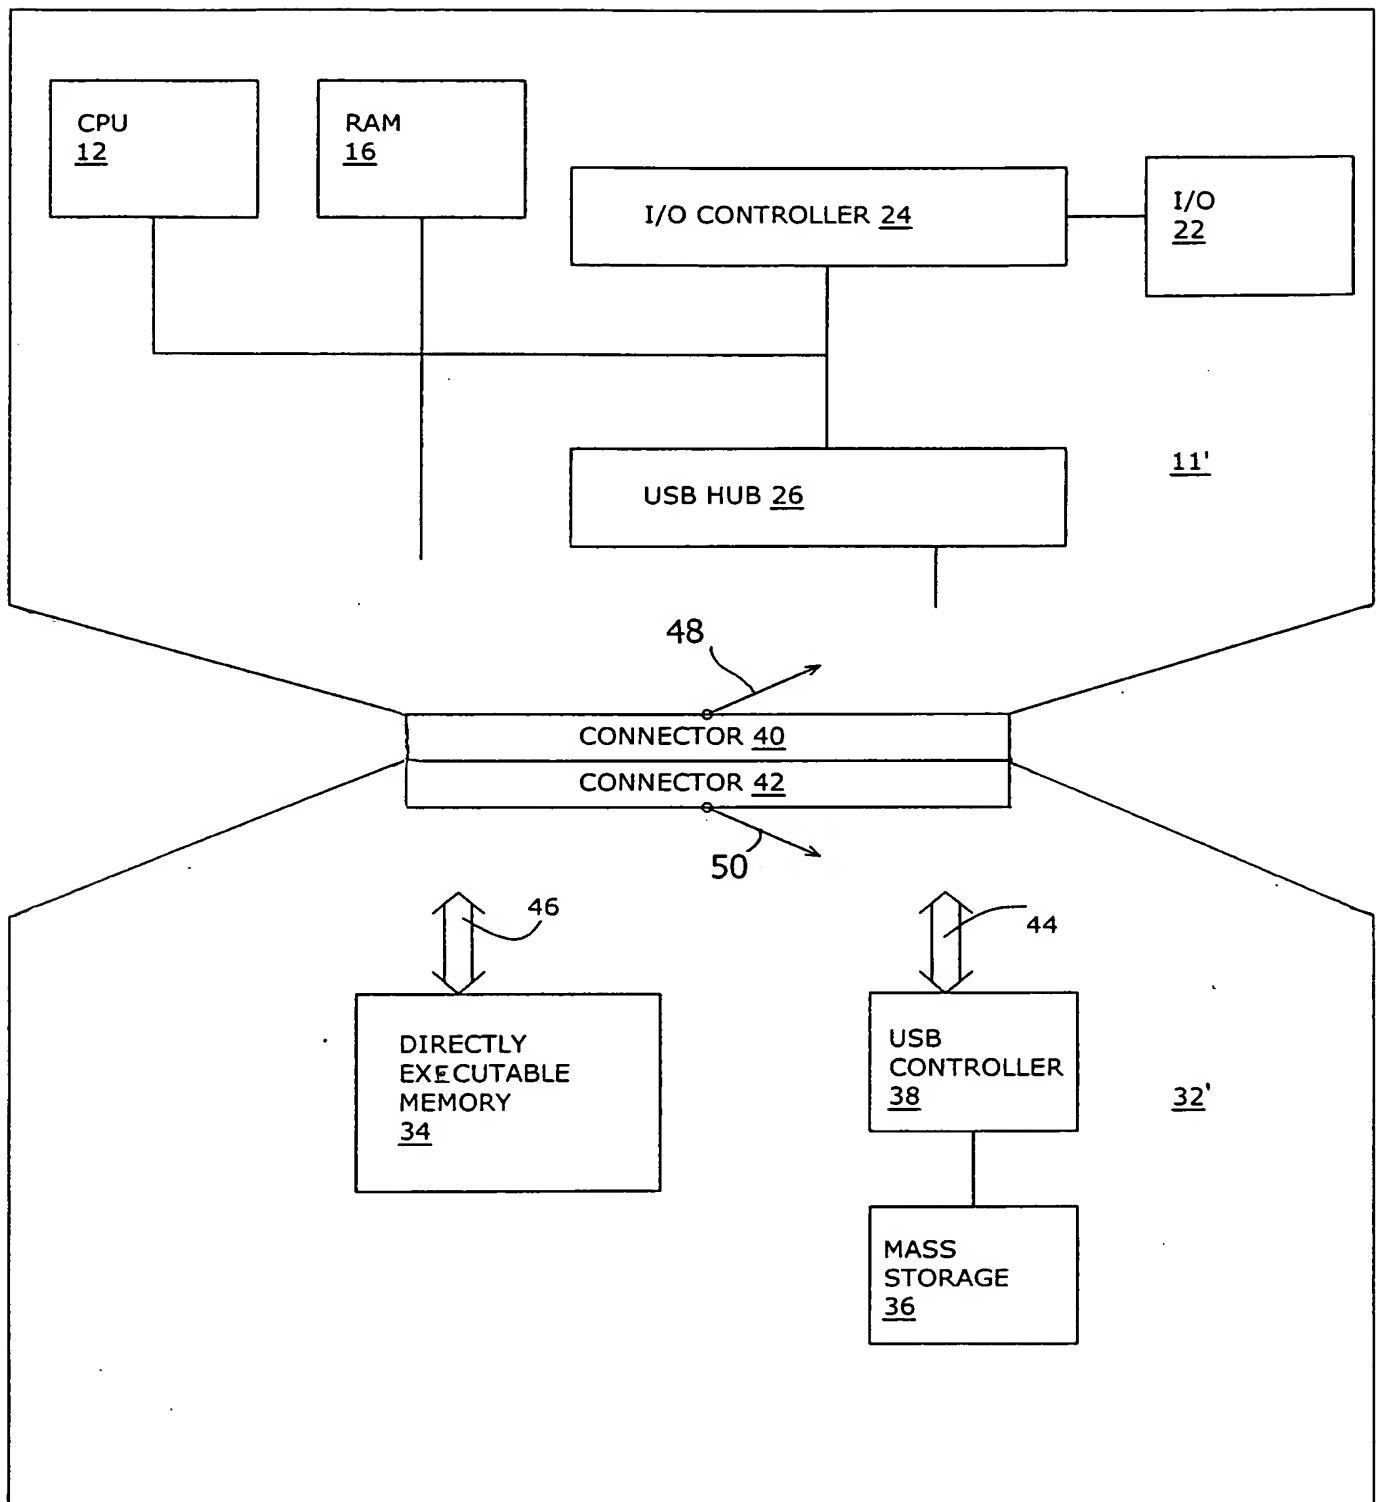 CPU
12
RAM
16
I/O CONTROLLER 24
I/O
22
USB HUB 26
11'
48
CONNECTOR 40
CONNECTOR 42
50
46
44
DIRECTLY
EXECUTABLE
MEMORY
34
USB
CONTROLLER
38
32'
MASS
STORAGE
36